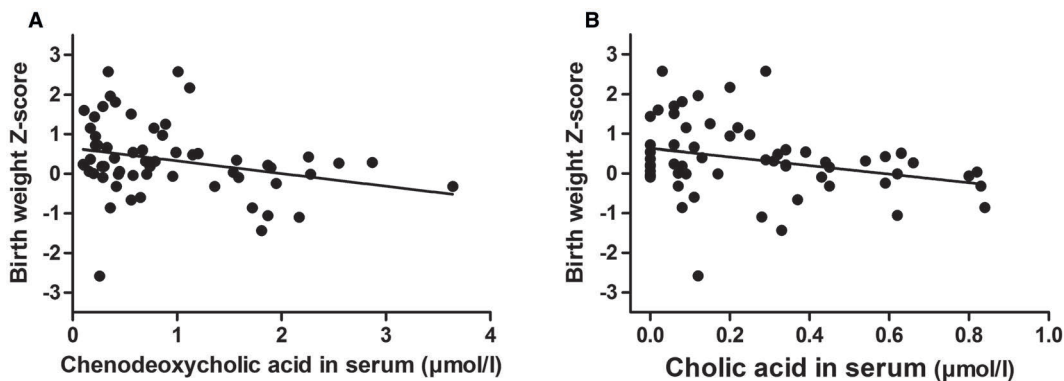 A
Birth weight Z-score
3
2
1
0
-1
-2
-3
0 1 2 3 4
Chenodeoxycholic acid in serum (µmol/l)
B
Birth weight Z-score
3
2
1
0
-1
-2
-3
0.0 0.2 0.4 0.6 0.8 1.0
Cholic acid in serum (µmol/l)